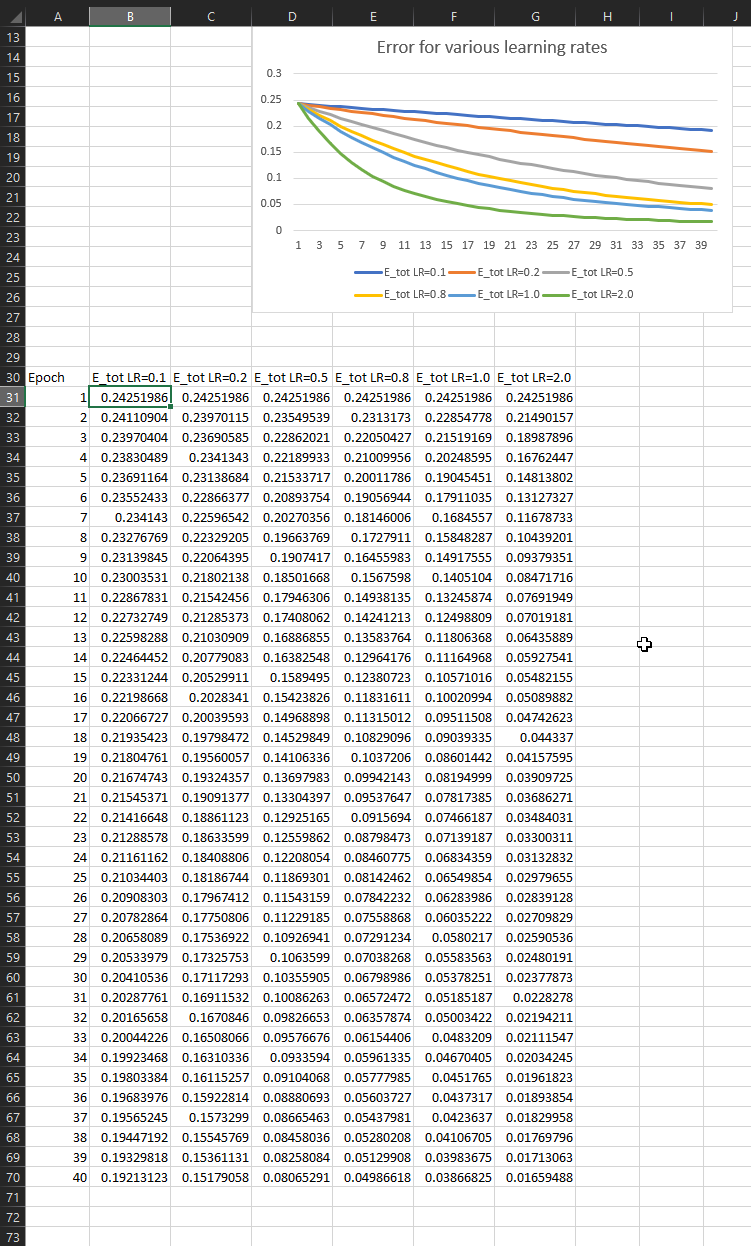 A B C D E F G H I J
13
14 Error for various learning rates
15 0.3
16 0.25
17
18 0.2
19 0.15
20 0.1
21
22 0.05
23 0
24 1 3 5 7 9 11 13 15 17 19 21 23 25 27 29 31 33 35 37 39
25
26 E_tot LR=0.1 E_tot LR=0.2 E_tot LR=0.5
27 E_tot LR=0.8 E_tot LR=1.0 E_tot LR=2.0
28
29
30 Epoch E_tot LR=0.1 E_tot LR=0.2 E_tot LR=0.5 E_tot LR=0.8 E_tot LR=1.0 E_tot LR=2.0
31 1 0.24251986 0.24251986 0.24251986 0.24251986 0.24251986 0.24251986
32 2 0.24110904 0.23970115 0.23549539 0.2313173 0.22854778 0.21490157
33 3 0.23970404 0.23690585 0.22862021 0.22050427 0.21519169 0.18987896
34 4 0.23830489 0.2341343 0.22189933 0.21009956 0.20248595 0.16762447
35 5 0.23691164 0.23138684 0.21533717 0.20011786 0.19045451 0.14813802
36 6 0.23552433 0.22866377 0.20893754 0.19056944 0.17911035 0.13127327
37 7 0.234143 0.22596542 0.20270356 0.18146006 0.1684557 0.11678733
38 8 0.23276769 0.22329205 0.19663769 0.1727911 0.15848287 0.10439201
39 9 0.23139845 0.22064395 0.1907417 0.16455983 0.14917555 0.09379351
40 10 0.23003531 0.21802138 0.18501668 0.1567598 0.1405104 0.08471716
41 11 0.22867831 0.21542456 0.17946306 0.14938135 0.13245874 0.07691949
42 12 0.22732749 0.21285373 0.17408062 0.14241213 0.12498809 0.07019181
43 13 0.22598288 0.21030909 0.16886855 0.13583764 0.11806368 0.06435889
44 14 0.22464452 0.20779083 0.16382548 0.12964176 0.11164968 0.05927541
45 15 0.22331244 0.20529911 0.1589495 0.12380723 0.10571016 0.05482155
46 16 0.22198668 0.2028341 0.15423826 0.11831611 0.10020994 0.05089882
47 17 0.22066727 0.20039593 0.14968898 0.11315012 0.09511508 0.04742623
48 18 0.21935423 0.19798472 0.14529849 0.10829096 0.09039335 0.044337
49 19 0.21804761 0.19560057 0.14106336 0.1037206 0.08601442 0.04157595
50 20 0.21674743 0.19324357 0.13697983 0.09942143 0.08194999 0.03909725
51 21 0.21545371 0.19091377 0.13304397 0.09537647 0.07817385 0.03686271
52 22 0.21416648 0.18861123 0.12925165 0.0915694 0.07466187 0.03484031
53 23 0.21288578 0.18633599 0.12559862 0.08798473 0.07139187 0.03300311
54 24 0.21161162 0.18408806 0.12208054 0.08460775 0.06834359 0.03132832
55 25 0.21034403 0.18186744 0.11869301 0.08142462 0.06549854 0.02979655
56 26 0.20908303 0.17967412 0.11543159 0.07842232 0.06283986 0.02839128
57 27 0.20782864 0.17750806 0.11229185 0.07558868 0.06035222 0.02709829
58 28 0.20658089 0.17536922 0.10926941 0.07291234 0.0580217 0.02590536
59 29 0.20533979 0.17325753 0.1063599 0.07038268 0.05583563 0.02480191
60 30 0.20410536 0.17117293 0.10355905 0.06798986 0.05378251 0.02377873
61 31 0.20287761 0.16911532 0.10086263 0.06572472 0.05185187 0.0228278
62 32 0.20165658 0.1670846 0.09826653 0.06357874 0.05003422 0.02194211
63 33 0.20044226 0.16508066 0.09576676 0.06154406 0.0483209 0.02111547
64 34 0.19923468 0.16310336 0.0933594 0.05961335 0.04670405 0.02034245
65 35 0.19803384 0.16115257 0.09104068 0.05777985 0.0451765 0.01961823
66 36 0.19683976 0.15922814 0.08880693 0.05603727 0.0437317 0.01893854
67 37 0.19565245 0.1573299 0.08665463 0.05437981 0.0423637 0.01829958
68 38 0.19447192 0.15545769 0.08458036 0.05280208 0.04106705 0.01769796
69 39 0.19329818 0.15361131 0.08258084 0.05129908 0.03983675 0.01713063
70 40 0.19213123 0.15179058 0.08065291 0.04986618 0.03866825 0.01659488
71
72
73